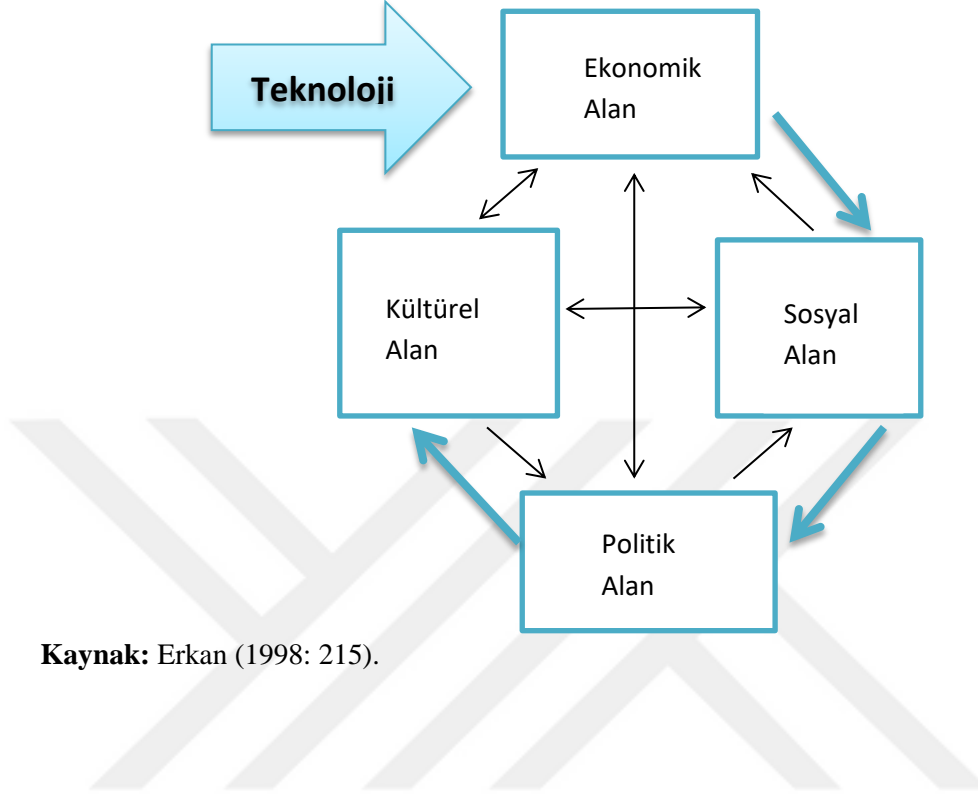 Teknoloji
Ekonomik
Alan
Kültürel
Alan
Sosyal
Alan
Politik
Alan
Kaynak: Erkan (1998: 215).